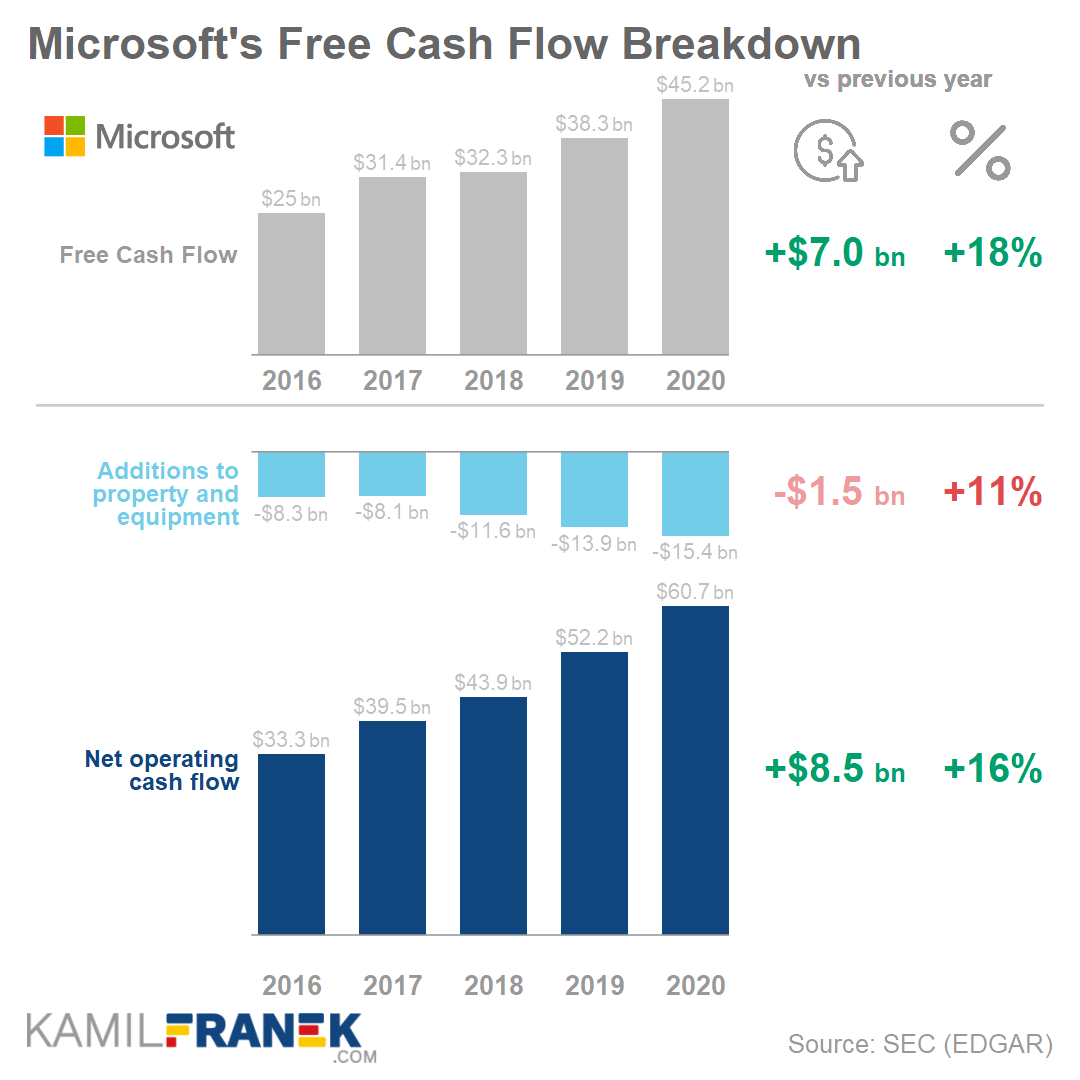 Microsoft's Free Cash Flow Breakdown
vs previous year
Microsoft
$
%
$25 bn
$31.4 bn
$32.3 bn
$38.3 bn
$45.2 bn
Free Cash Flow
+$7.0 bn
+18%
2016 2017 2018 2019 2020
Additions to
property and
equipment
-$8.3 bn
-$8.1 bn
-$11.6 bn
-$13.9 bn
-$15.4 bn
-$1.5 bn
+11%
$33.3 bn
$39.5 bn
$43.9 bn
$52.2 bn
$60.7 bn
Net operating
cash flow
+$8.5 bn
+16%
2016 2017 2018 2019 2020
KAMILFRANEK
.COM
Source: SEC (EDGAR)